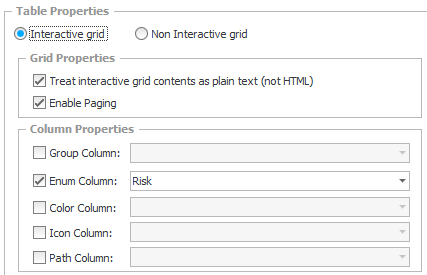 Table Properties
Interactive grid Non Interactive grid
Grid Properties
Treat interactive grid contents as plain text (not HTML)
Enable Paging
Column Properties
Group Column:
Enum Column: Risk
Color Column:
Icon Column:
Path Column: